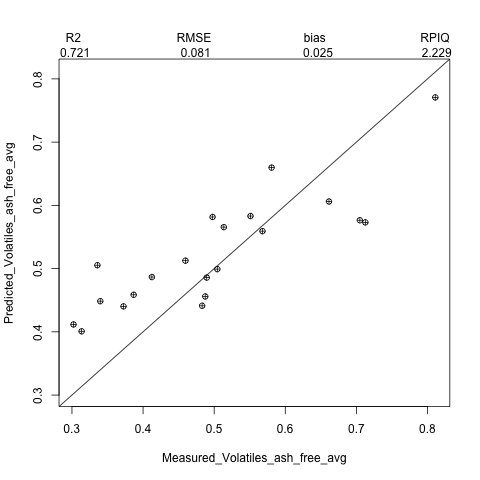 R2 RMSE bias RPIQ
0.721 0.081 0.025 2.229
Predicted_Volatiles_ash_free_avg
0.8
0.7
0.6
0.5
0.4
0.3
0.3 0.4 0.5 0.6 0.7 0.8
Measured_Volatiles_ash_free_avg